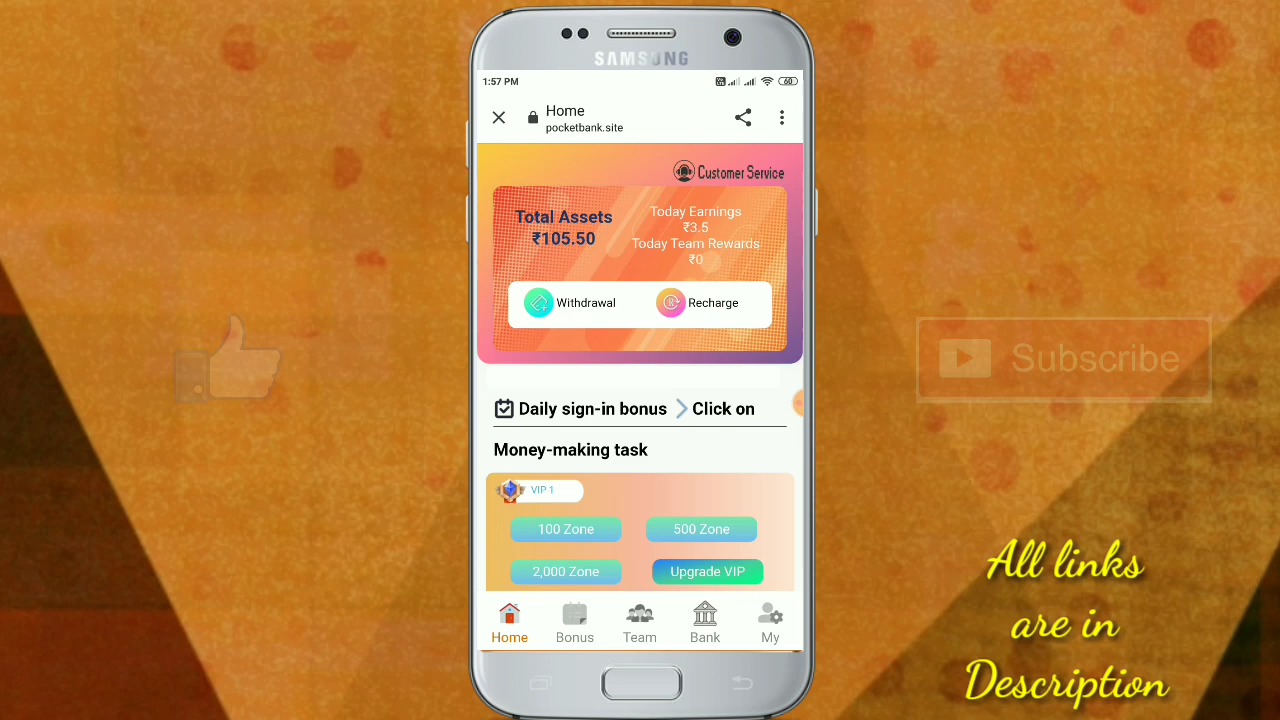 SAMSUNG
1:57 PM
60
Home
pocketbank.site
Customer Service
Total Assets
₹105.50
Today Earnings
₹3.5
Today Team Rewards
₹0
Withdrawal
Recharge
Daily sign-in bonus
Click on
Money-making task
VIP 1
100 Zone
500 Zone
2,000 Zone
Upgrade VIP
Home
Bonus
Team
Bank
My
Subscribe
All links
are in
Description